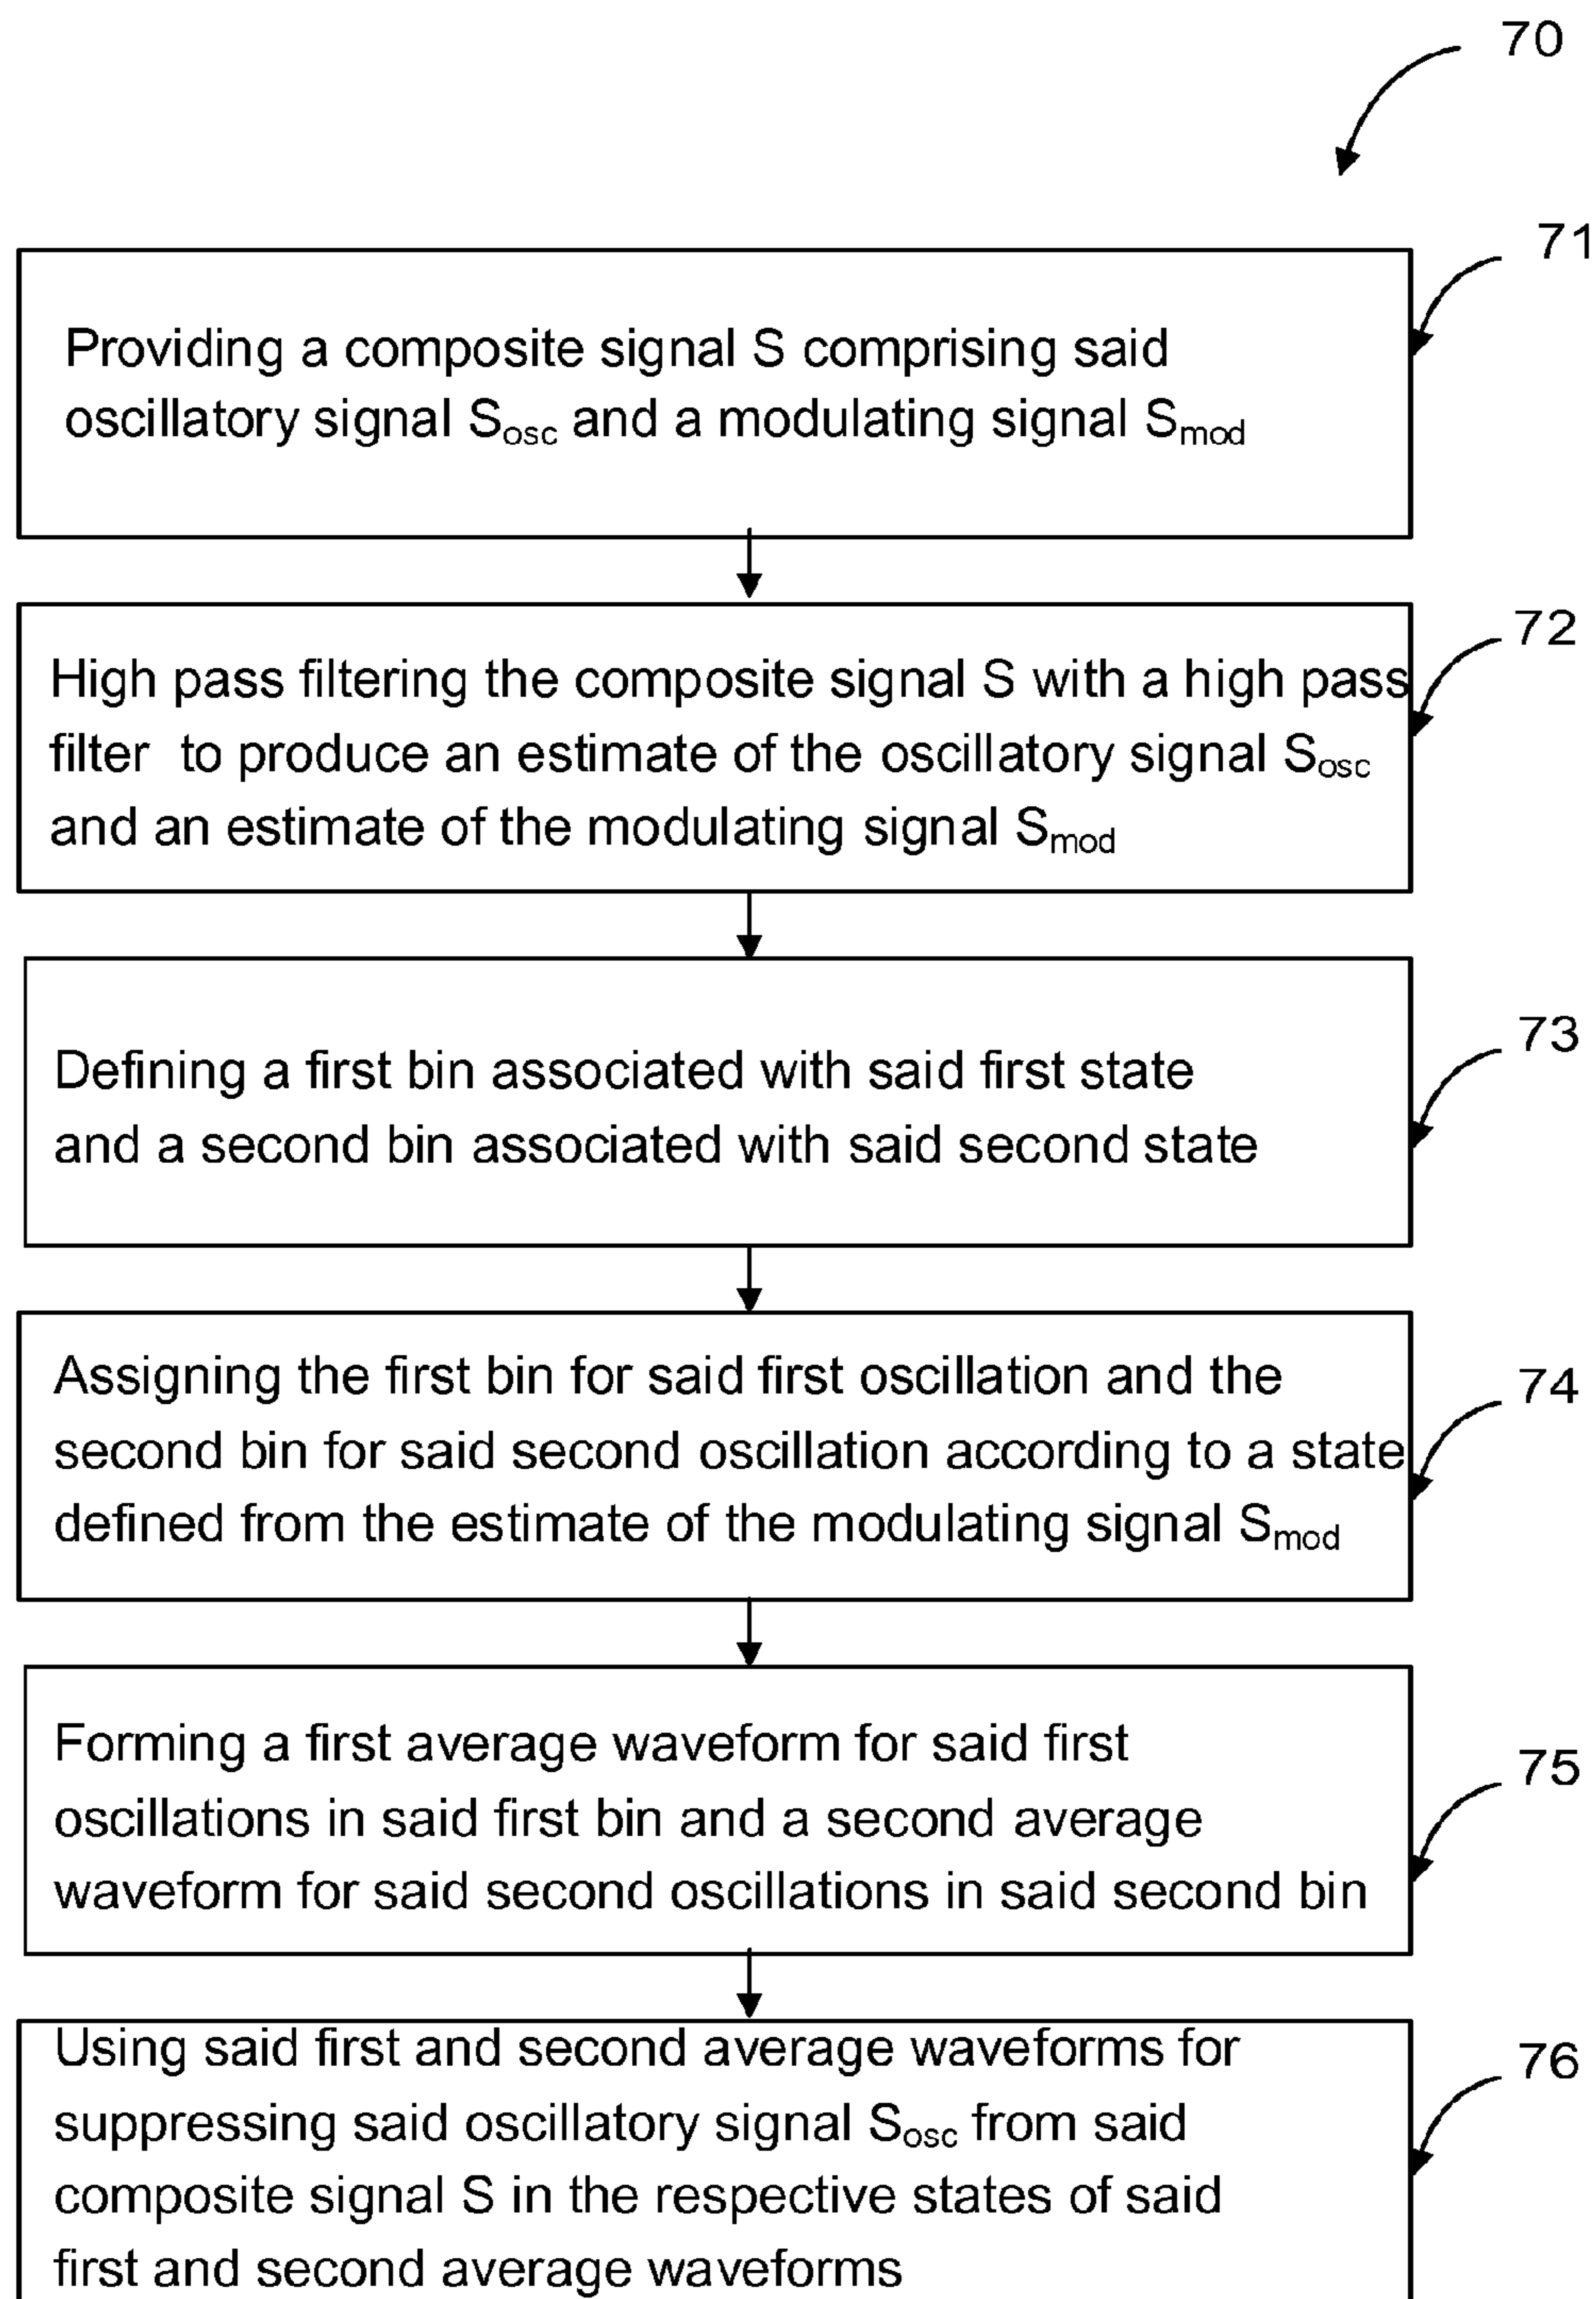 70
71
Providing a composite signal S comprising said
oscillatory signal Sosc and a modulating signal Smod
72
High pass filtering the composite signal S with a high pass
filter to produce an estimate of the oscillatory signal Sosc
and an estimate of the modulating signal Smod
73
Defining a first bin associated with said first state
and a second bin associated with said second state
74
Assigning the first bin for said first oscillation and the
second bin for said second oscillation according to a state
defined from the estimate of the modulating signal Smod
75
Forming a first average waveform for said first
oscillations in said first bin and a second average
waveform for said second oscillations in said second bin
76
Using said first and second average waveforms for
suppressing said oscillatory signal Sosc from said
composite signal S in the respective states of said
first and second average waveforms